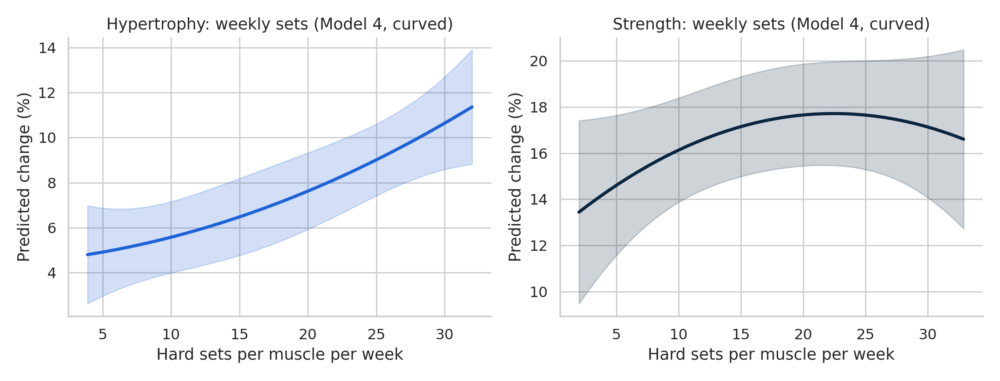 Hypertrophy: weekly sets (Model 4, curved)
Predicted change (%)
14
12
10
8
6
4
5 10 15 20 25 30
Hard sets per muscle per week
Strength: weekly sets (Model 4, curved)
Predicted change (%)
20
18
16
14
12
10
5 10 15 20 25 30
Hard sets per muscle per week